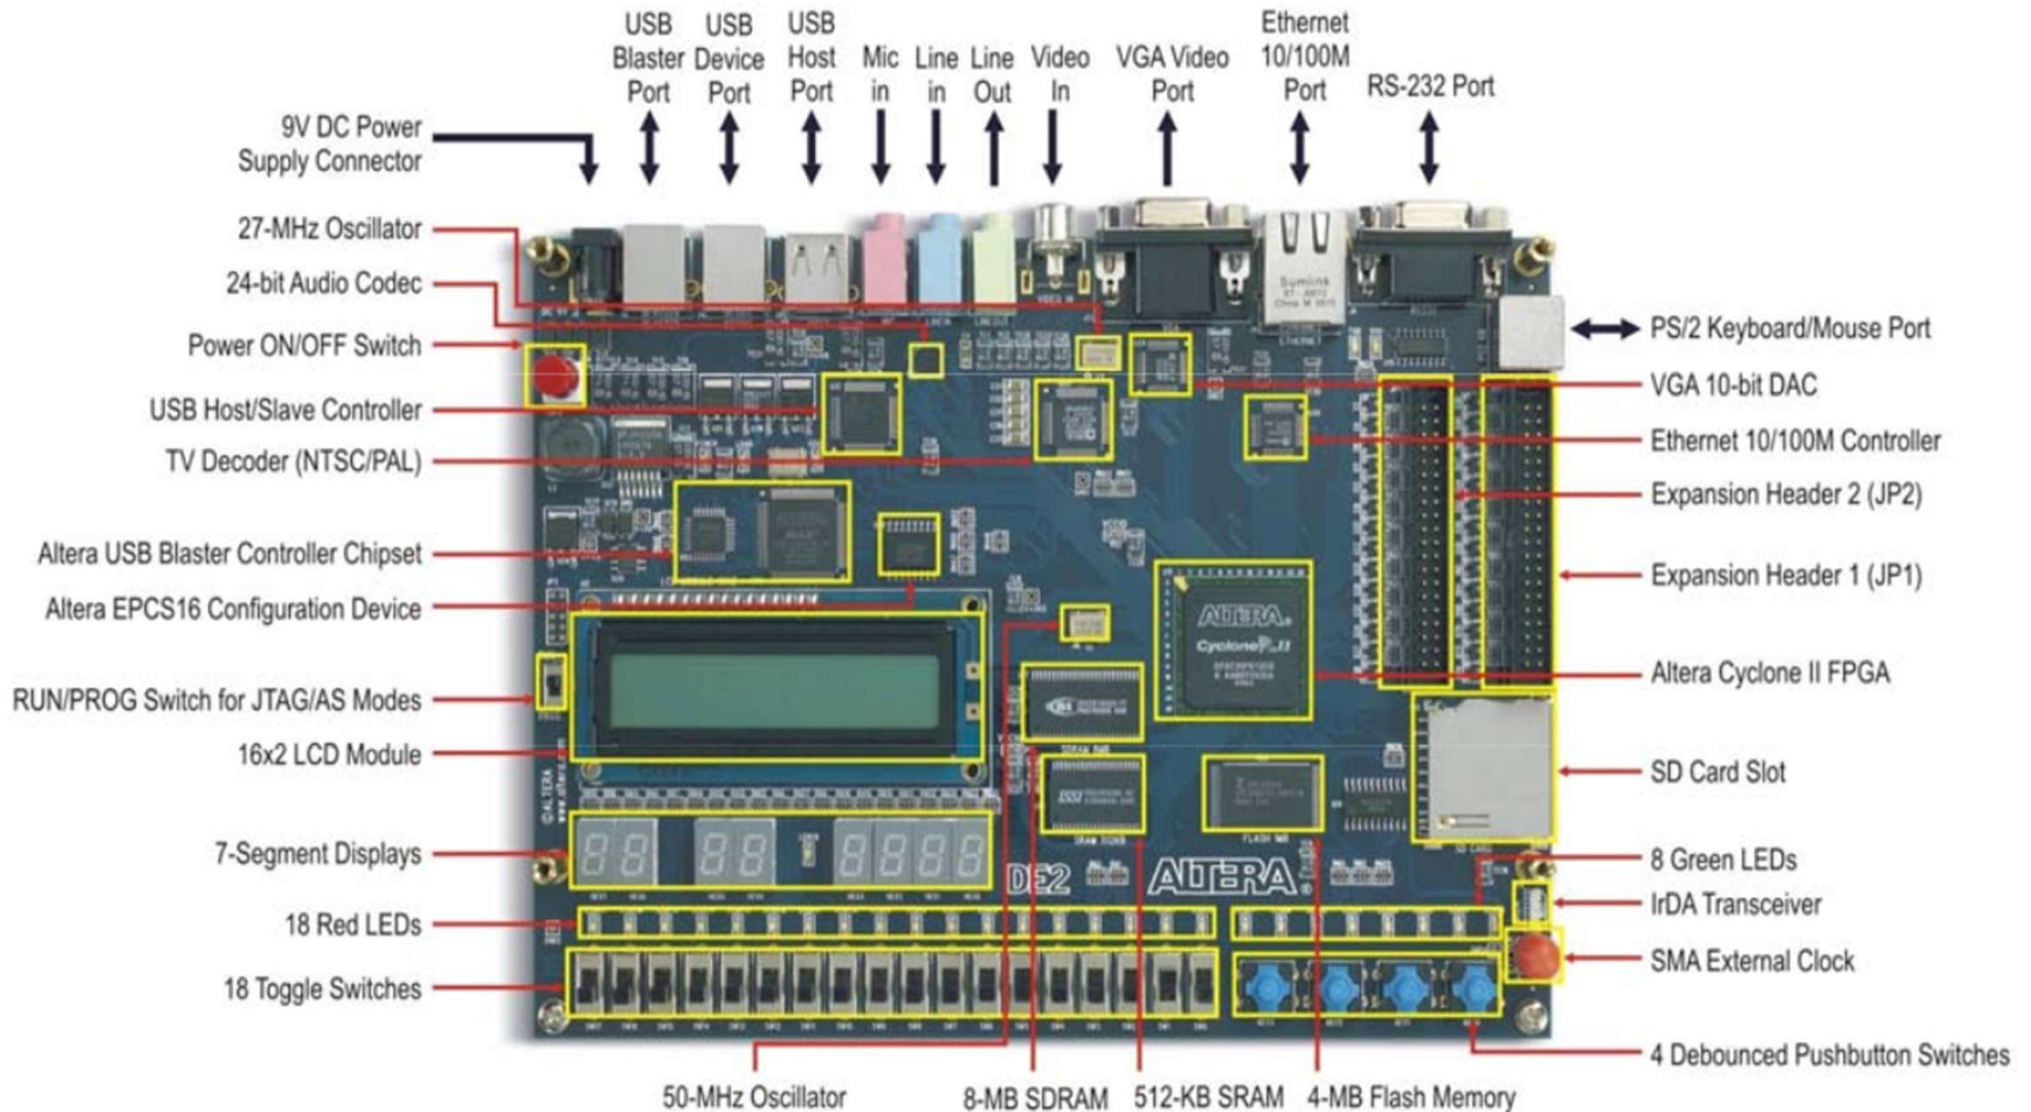 USB
Blaster
Port
USB
Device
Port
USB
Host
Port
Mic
in
Line
in
Line
Out
Video
In
VGA Video
Port
Ethernet
10/100M
Port
RS-232 Port
9V DC Power
Supply Connector
27-MHz Oscillator
24-bit Audio Codec
Power ON/OFF Switch
USB Host/Slave Controller
TV Decoder (NTSC/PAL)
Altera USB Blaster Controller Chipset
Altera EPCS16 Configuration Device
RUN/PROG Switch for JTAG/AS Modes
16x2 LCD Module
7-Segment Displays
18 Red LEDs
18 Toggle Switches
PS/2 Keyboard/Mouse Port
VGA 10-bit DAC
Ethernet 10/100M Controller
Expansion Header 2 (JP2)
Expansion Header 1 (JP1)
Altera Cyclone II FPGA
SD Card Slot
8 Green LEDs
IrDA Transceiver
SMA External Clock
4 Debounced Pushbutton Switches
50-MHz Oscillator
8-MB SDRAM
512-KB SRAM
4-MB Flash Memory
ALTERA
Cyclone II
ISSI
©ALTERA
DE2
ALTERA